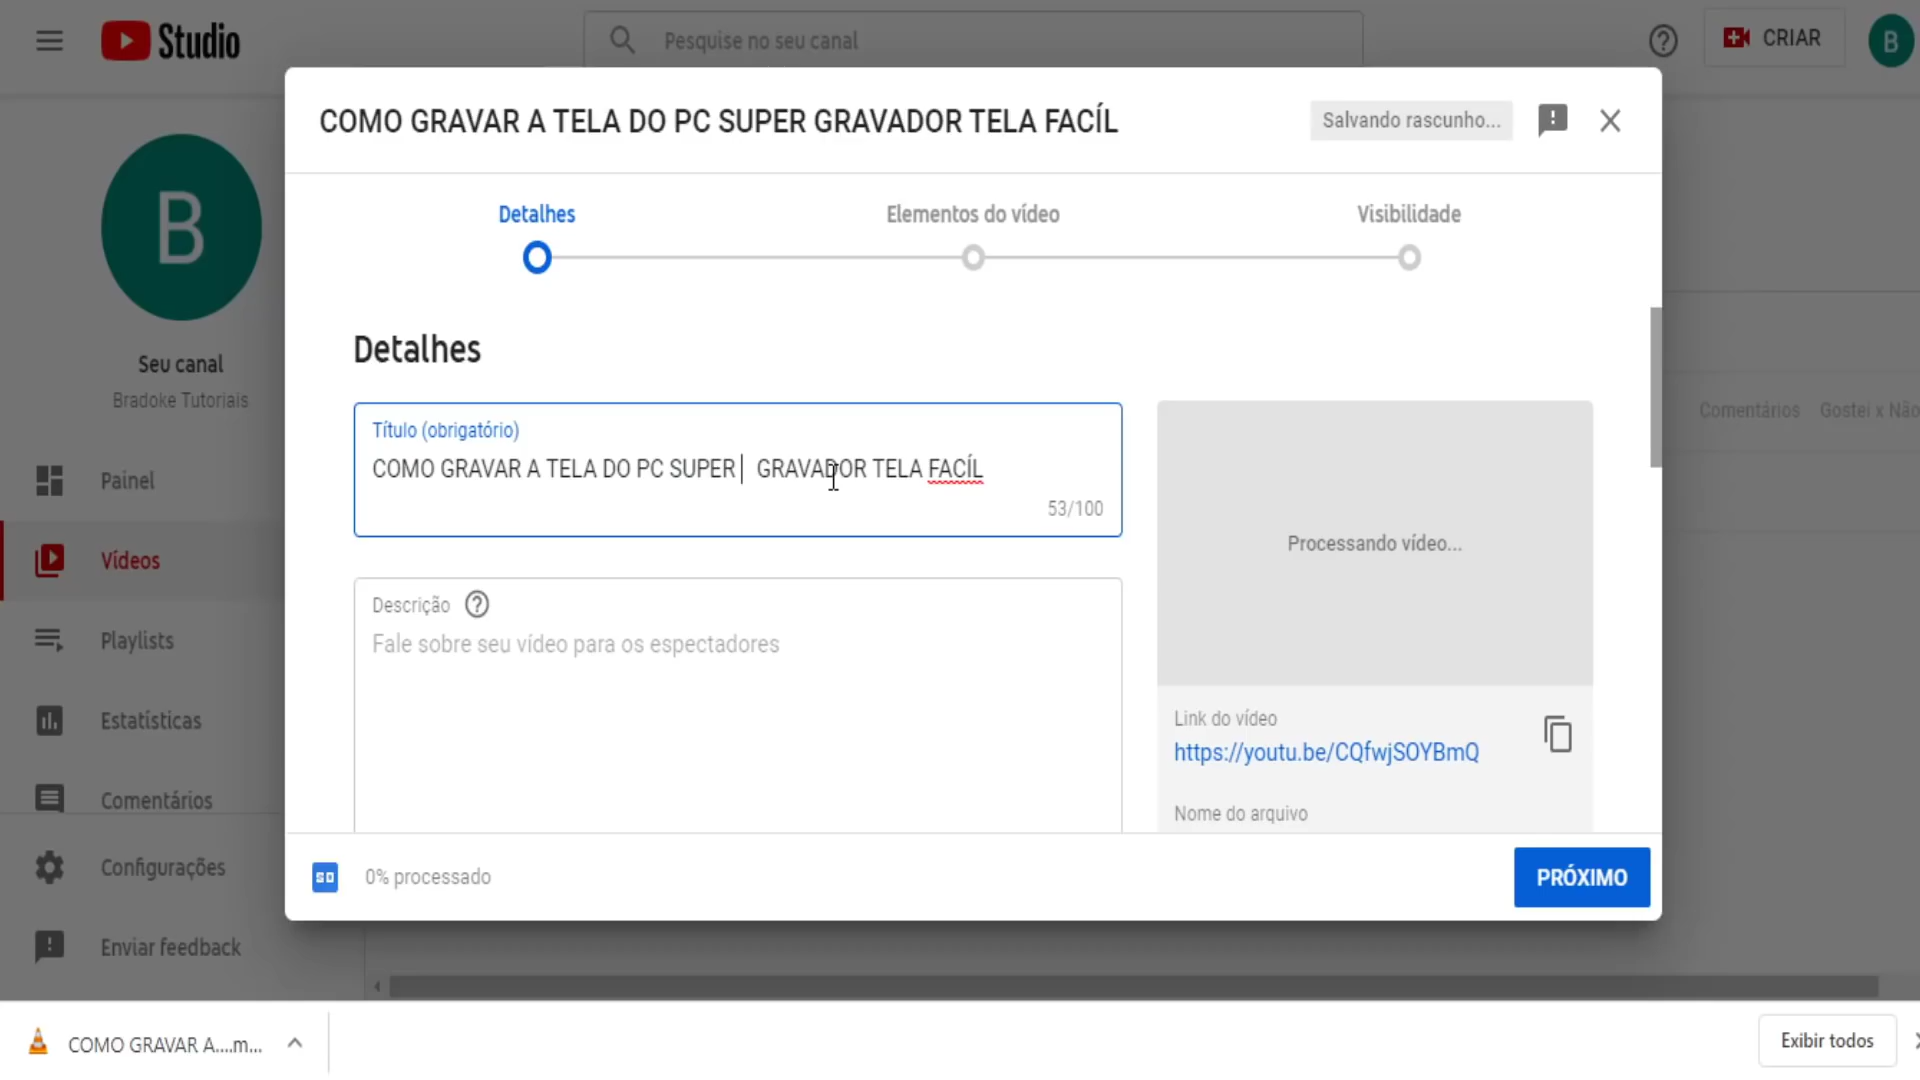 Studio
Pesquise no seu canal
CRIAR
B
COMO GRAVAR A TELA DO PC SUPER GRAVADOR TELA FACÍL
Salvando rascunho...
Detalhes
Elementos do vídeo
Visibilidade
B
Seu canal
Bradoke Tutoriais
Detalhes
Título (obrigatório)
COMO GRAVAR A TELA DO PC SUPER GRAVADOR TELA FACÍL
53/100
Comentários
Gostei x Não
Painel
Vídeos
Processando vídeo...
Descrição
Fale sobre seu vídeo para os espectadores
Playlists
Estatísticas
Link do vídeo
https://youtu.be/CQfwjSOYBmQ
Comentários
Nome do arquivo
Configurações
SD
0% processado
PRÓXIMO
Enviar feedback
COMO GRAVAR A....m...
Exibir todos